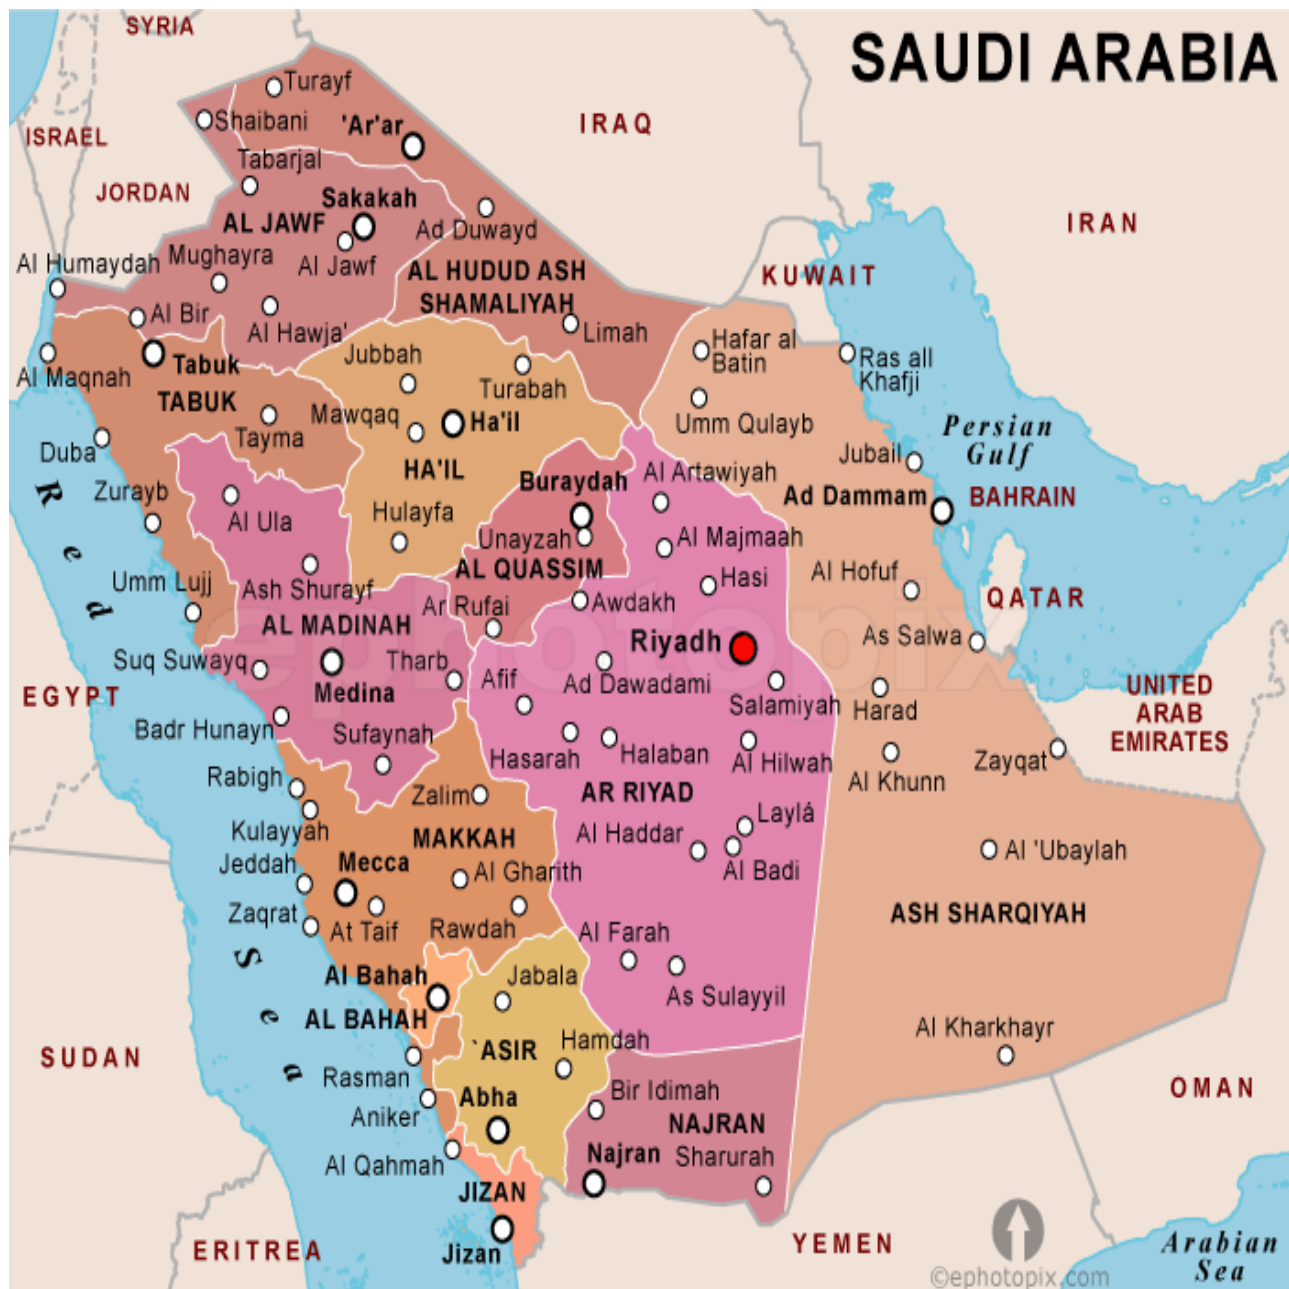 SAUDI ARABIA
SYRIA
IRAQ
ISRAEL
JORDAN
IRAN
KUWAIT
Turayf
Shaibani
'Ar'ar
Tabarjal
Sakakah
AL JAWF
Ad Duwayd
Al Humaydah
Mughayra
Al Jawf
AL HUDUD ASH
SHAMALIYAH
Al Bir
Al Hawja'
Limah
Hafar al
Batin
Ras all
Khafji
Jubbah
Tabuk
Al Maqnah
TABUK
Turabah
Mawqaq
Ha'il
Umm Qulayb
Persian
Gulf
Tayma
Duba
HA'IL
Jubail
Al Artawiyah
Buraydah
Ad Dammam
BAHRAIN
Zurayb
Al Ula
Hulayfa
Unayzah
Al Majmaah
AL QUASSIM
Hasi
Al Hofuf
QATAR
Red
Umm Lujj
Ash Shurayf
Ar Rufai
Awdakh
AL MADINAH
ephotopix
Riyadh
As Salwa
Suq Suwayq
Tharb
Afif
Ad Dawadami
Medina
Salamiyah
Harad
EGYPT
UNITED
ARAB
EMIRATES
Badr Hunayn
Sufaynah
Hasarah
Halaban
Al Hilwah
Zayqat
Rabigh
Al Khunn
Zalim
AR RIYAD
Laylá
Kulayyah
MAKKAH
Al Haddar
Al 'Ubaylah
Jeddah
Mecca
Al Gharith
Al Badi
Zaqrat
At Taif
Rawdah
Al Farah
ASH SHARQIYAH
Sea
Al Bahah
Jabala
As Sulayyil
AL BAHAH
Al Kharkhayr
SUDAN
`ASIR
Hamdah
Rasman
Abha
Bir Idimah
OMAN
Aniker
NAJRAN
Al Qahmah
Najran
Sharurah
JIZAN
Jizan
ERITREA
YEMEN
Arabian
Sea
©ephotopix.com